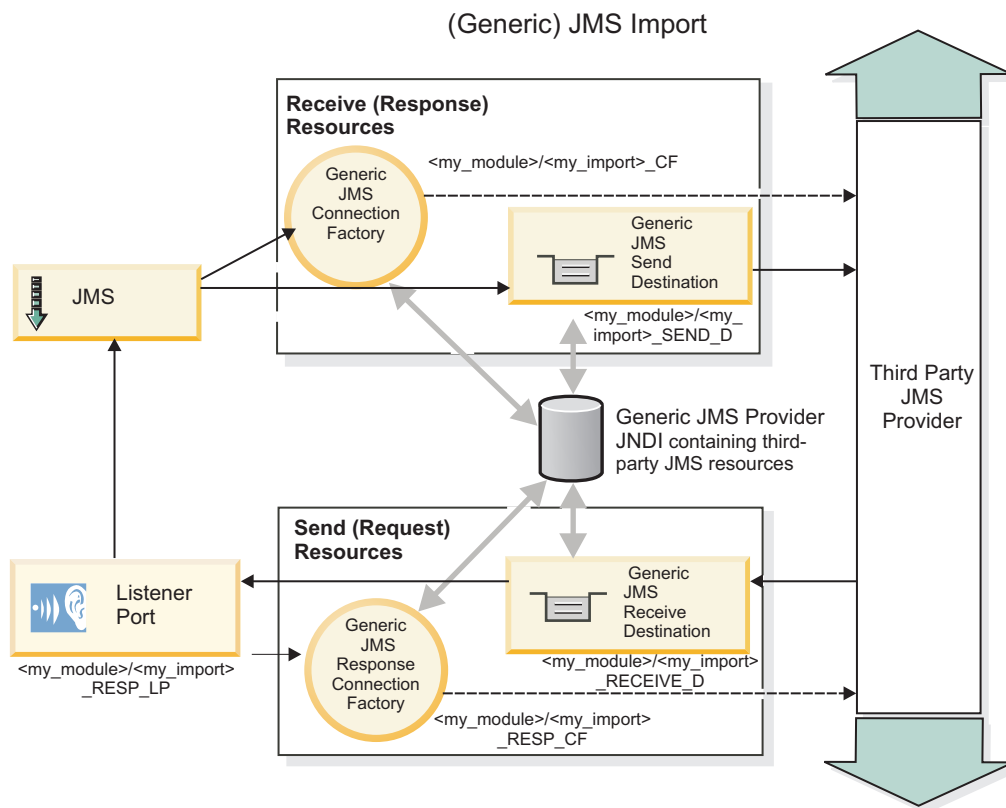 (Generic) JMS Import
Receive (Response)
Resources
<my_module>/<my_import>_CF
Generic
JMS
Connection
Factory
Generic
JMS
Send
Destination
JMS
<my_module>/<my_
import>_SEND_D
Third Party
JMS
Provider
Generic JMS Provider
JNDI containing third-
party JMS resources
Send (Request)
Resources
Generic
JMS
Receive
Destination
Listener
Port
Generic
JMS
Response
Connection
Factory
<my_module>/<my_import>
_RESP_LP
<my_module>/<my_import>
_RECEIVE_D
<my_module>/<my_import>
_RESP_CF